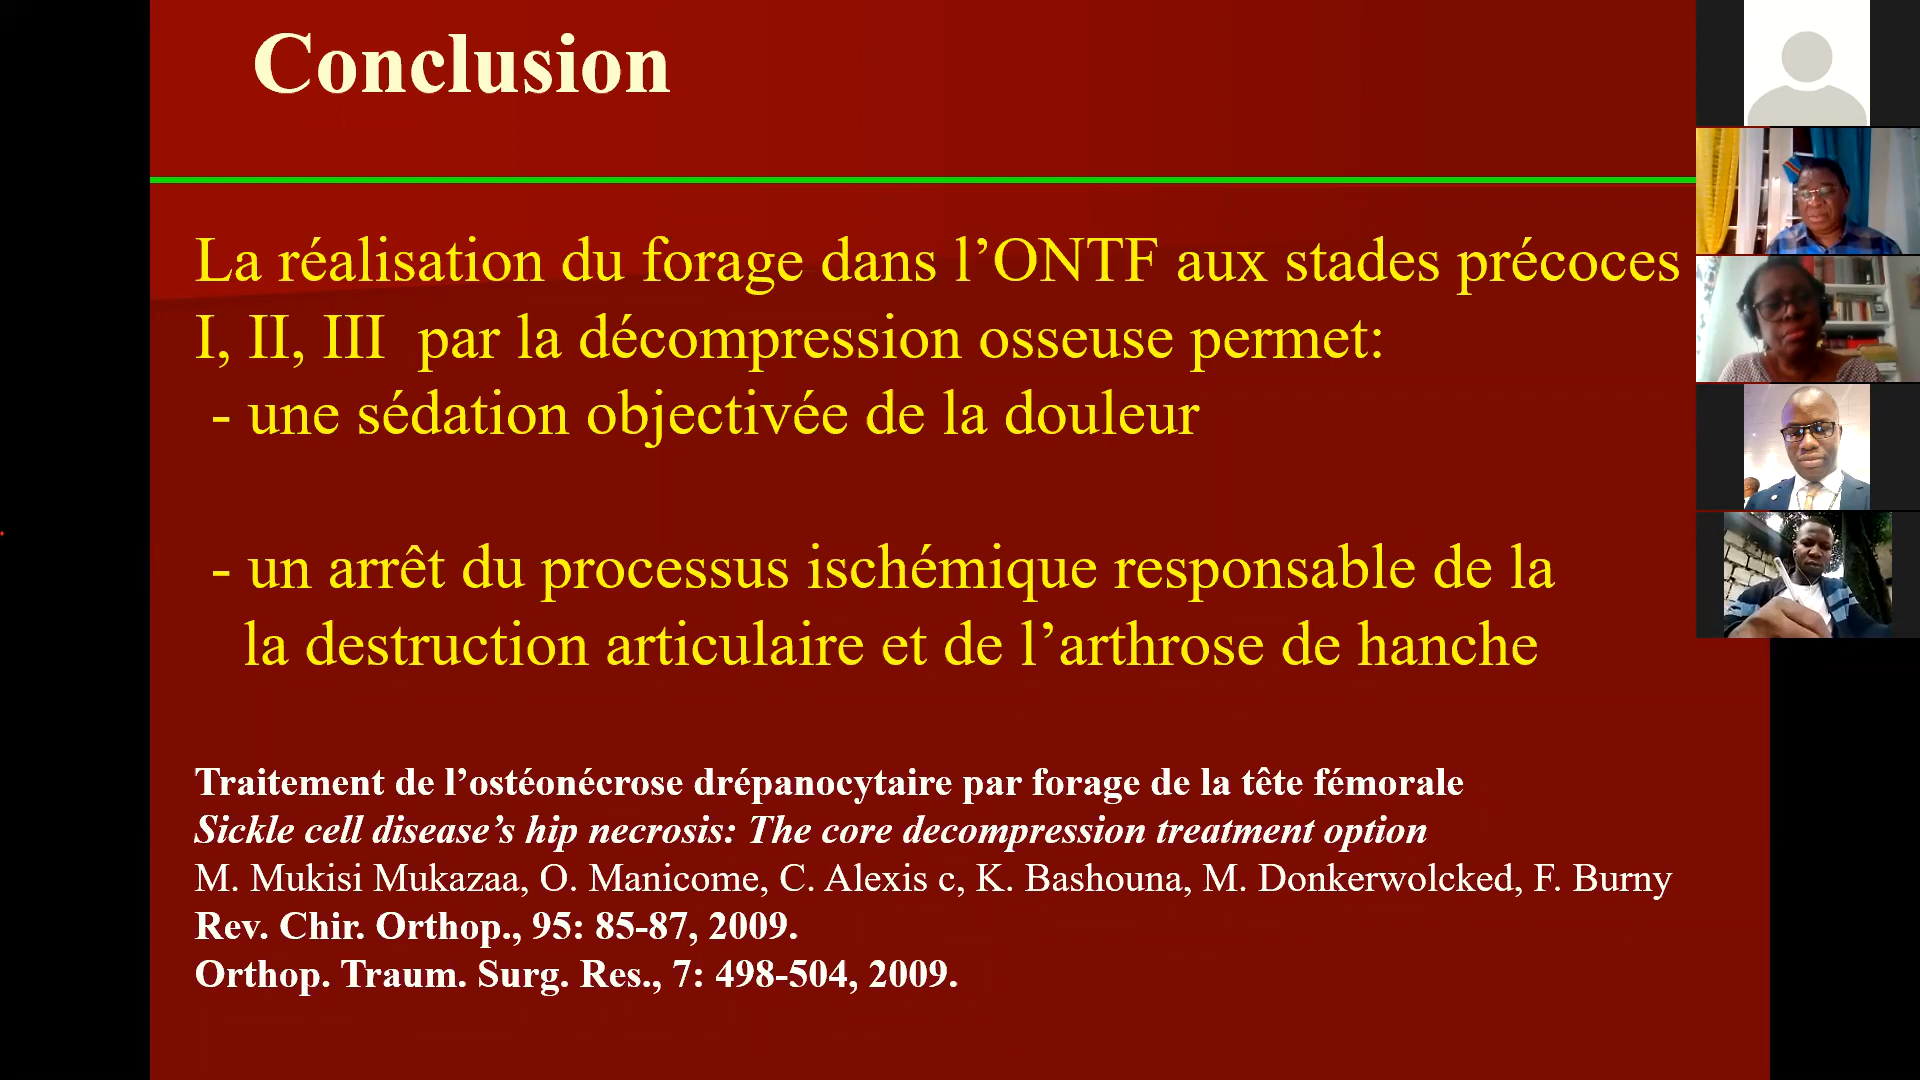 Conclusion
La réalisation du forage dans l’ONTF aux stades précoces
I, II, III par la décompression osseuse permet:
- une sédation objectivée de la douleur
- un arrêt du processus ischémique responsable de la
la destruction articulaire et de l’arthrose de hanche
Traitement de l’ostéonécrose drépanocytaire par forage de la tête fémorale
Sickle cell disease’s hip necrosis: The core decompression treatment option
M. Mukisi Mukazaa, O. Manicome, C. Alexis c, K. Bashouna, M. Donkerwolcked, F. Burny
Rev. Chir. Orthop., 95: 85-87, 2009.
Orthop. Traum. Surg. Res., 7: 498-504, 2009.